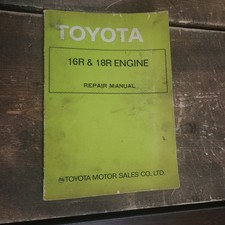 TOYOTA
16R & 18R ENGINE
REPAIR MANUAL
TOYOTA MOTOR SALES CO., LTD.